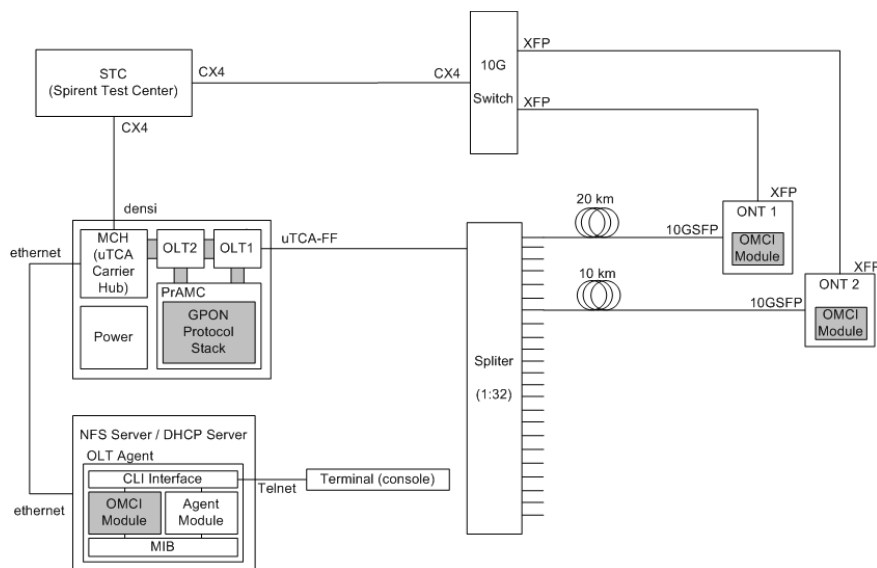 XFP
STC
(Spirent Test Center)
CX4
CX4
10G
Switch
XFP
CX4
densi
20 km
XFP
ethernet
MCH
(uTCA
Carrier
Hub)
OLT2
OLT1
uTCA-FF
10GSFP
ONT 1
OMCI
Module
10 km
XFP
PrAMC
GPON
Protocol
Stack
Power
10GSFP
ONT 2
OMCI
Module
Spliter
(1:32)
NFS Server / DHCP Server
OLT Agent
CLI Interface
Telnet
Terminal (console)
ethernet
OMCI
Module
Agent
Module
MIB